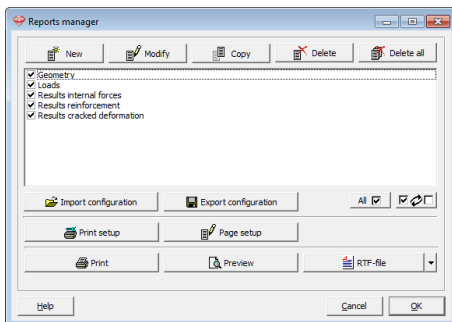 Reports manager
New Modify Copy Delete Delete all
Geometry
Loads
Results internal forces
Results reinforcement
Results cracked deformation
Import configuration Export configuration All
Print setup Page setup
Print Preview RTF-file
Help Cancel OK